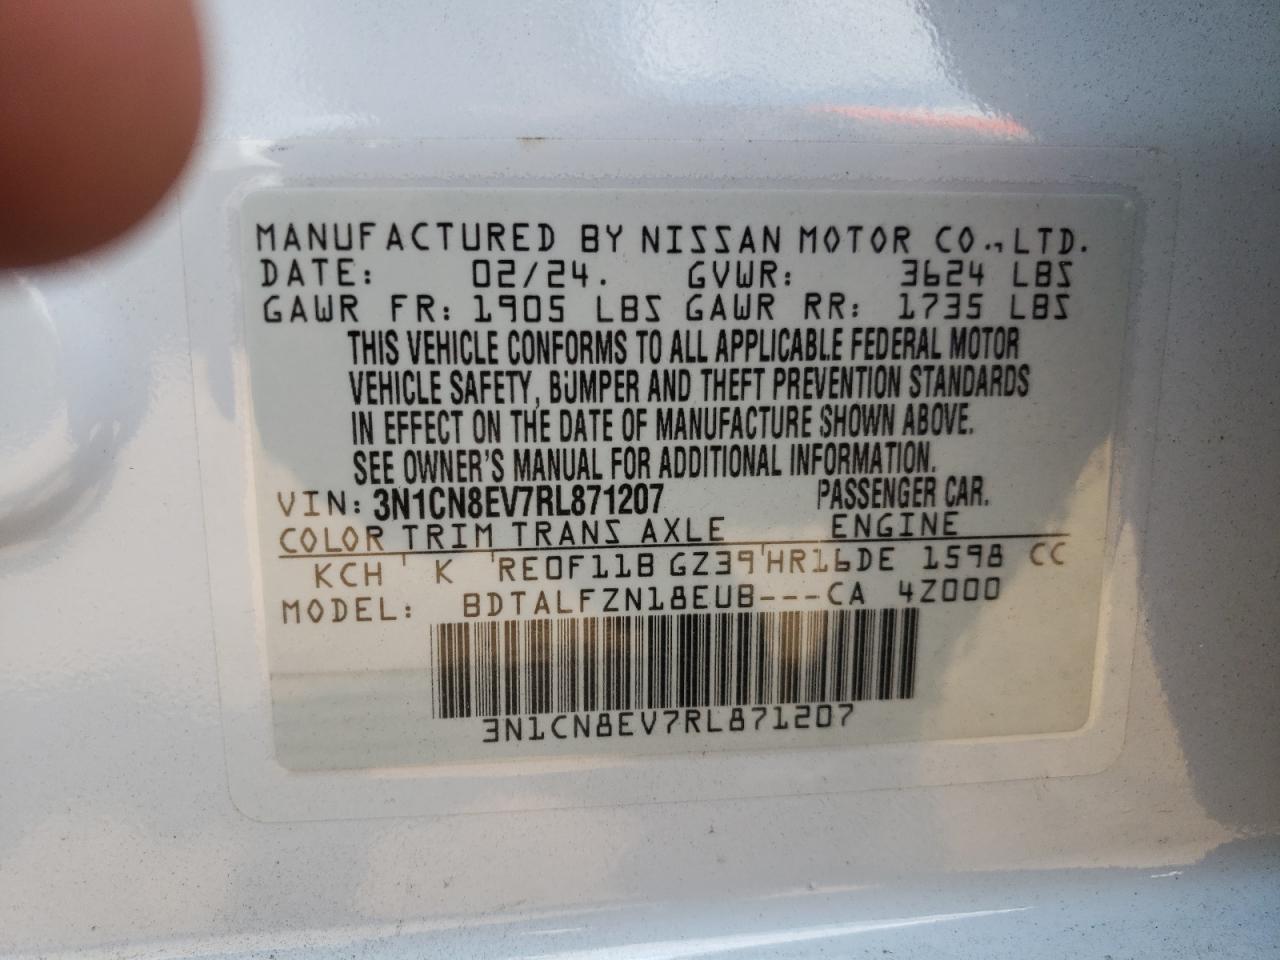 MANUFACTURED BY NISSAN MOTOR CO., LTD.
DATE: 02/24. GVWR: 3624 LBS
GAWR FR: 1905 LBS GAWR RR: 1735 LBS
THIS VEHICLE CONFORMS TO ALL APPLICABLE FEDERAL MOTOR
VEHICLE SAFETY, BUMPER AND THEFT PREVENTION STANDARDS
IN EFFECT ON THE DATE OF MANUFACTURE SHOWN ABOVE.
SEE OWNER'S MANUAL FOR ADDITIONAL INFORMATION.
VIN: 3N1CN8EV7RL871207 PASSENGER CAR.
COLOR TRIM TRANS AXLE ENGINE
KCH K RE0F11B GZ39 HR16DE 1598 CC
MODEL: BDTALFZN18EUB---CA 4Z000
3N1CN8EV7RL871207